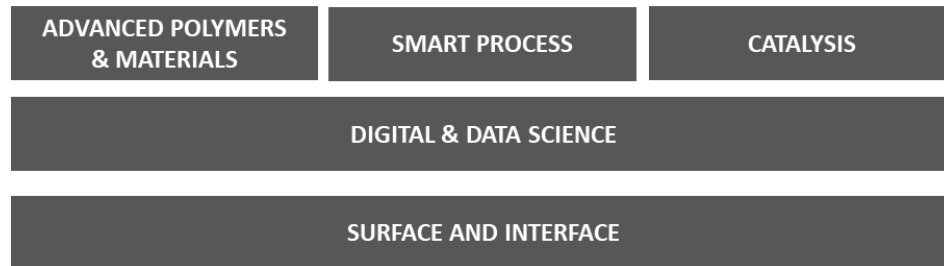 ADVANCED POLYMERS
& MATERIALS
SMART PROCESS
CATALYSIS
DIGITAL & DATA SCIENCE
SURFACE AND INTERFACE